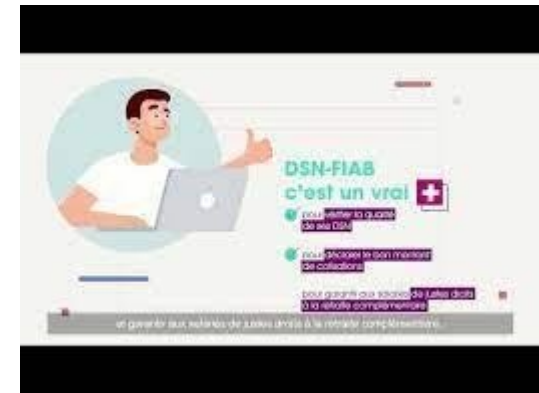 DSN-FIAB
c'est un vrai +
pour vérifier la qualité
de ses DSN
pour déclarer le bon montant
de cotisations
pour garantir aux salariés de justes droits
à la retraite complémentaire
et garantir aux salariés de justes droits à la retraite complémentaire.